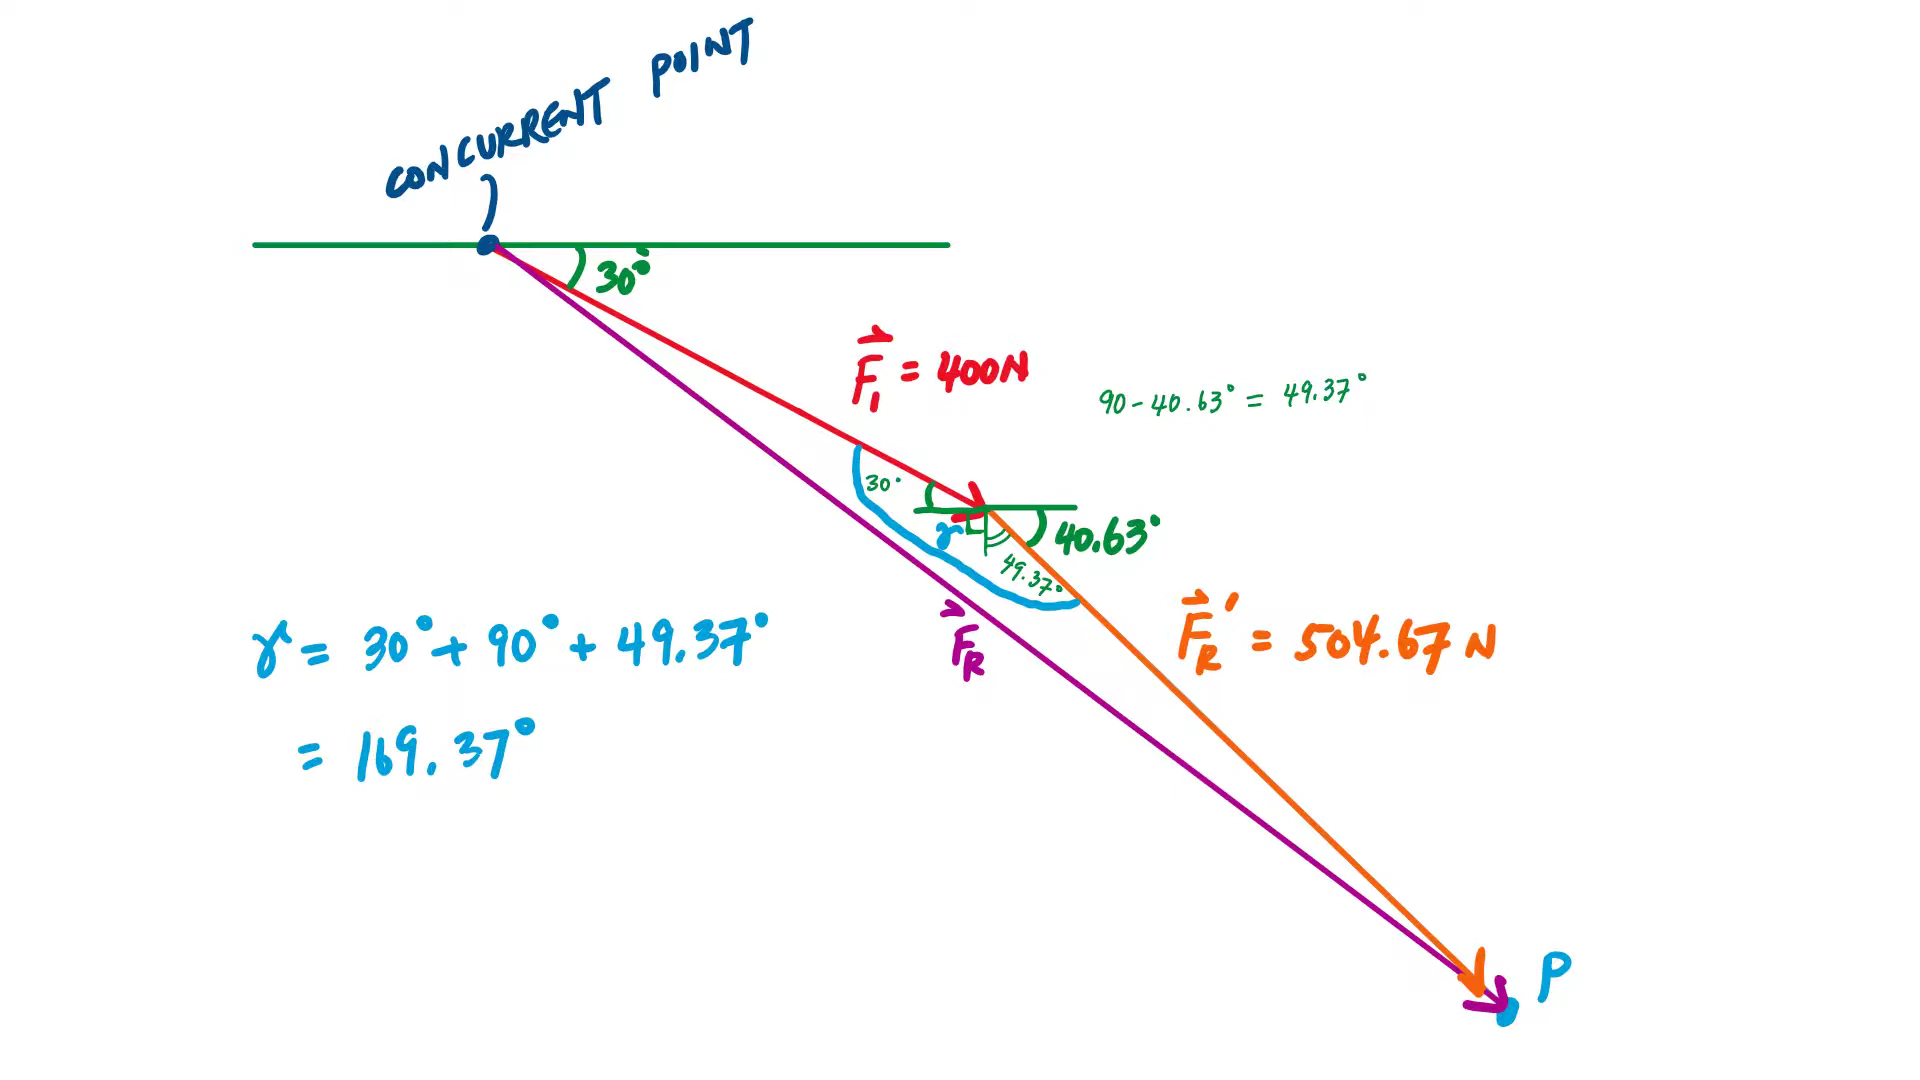 CONCURRENT POINT
30°
F₁ = 400N
90 - 40.63° = 49.37°
30°
γ
40.63°
49.37°
F_R
F_R' = 504.67 N
γ = 30° + 90° + 49.37°
= 169.37°
P